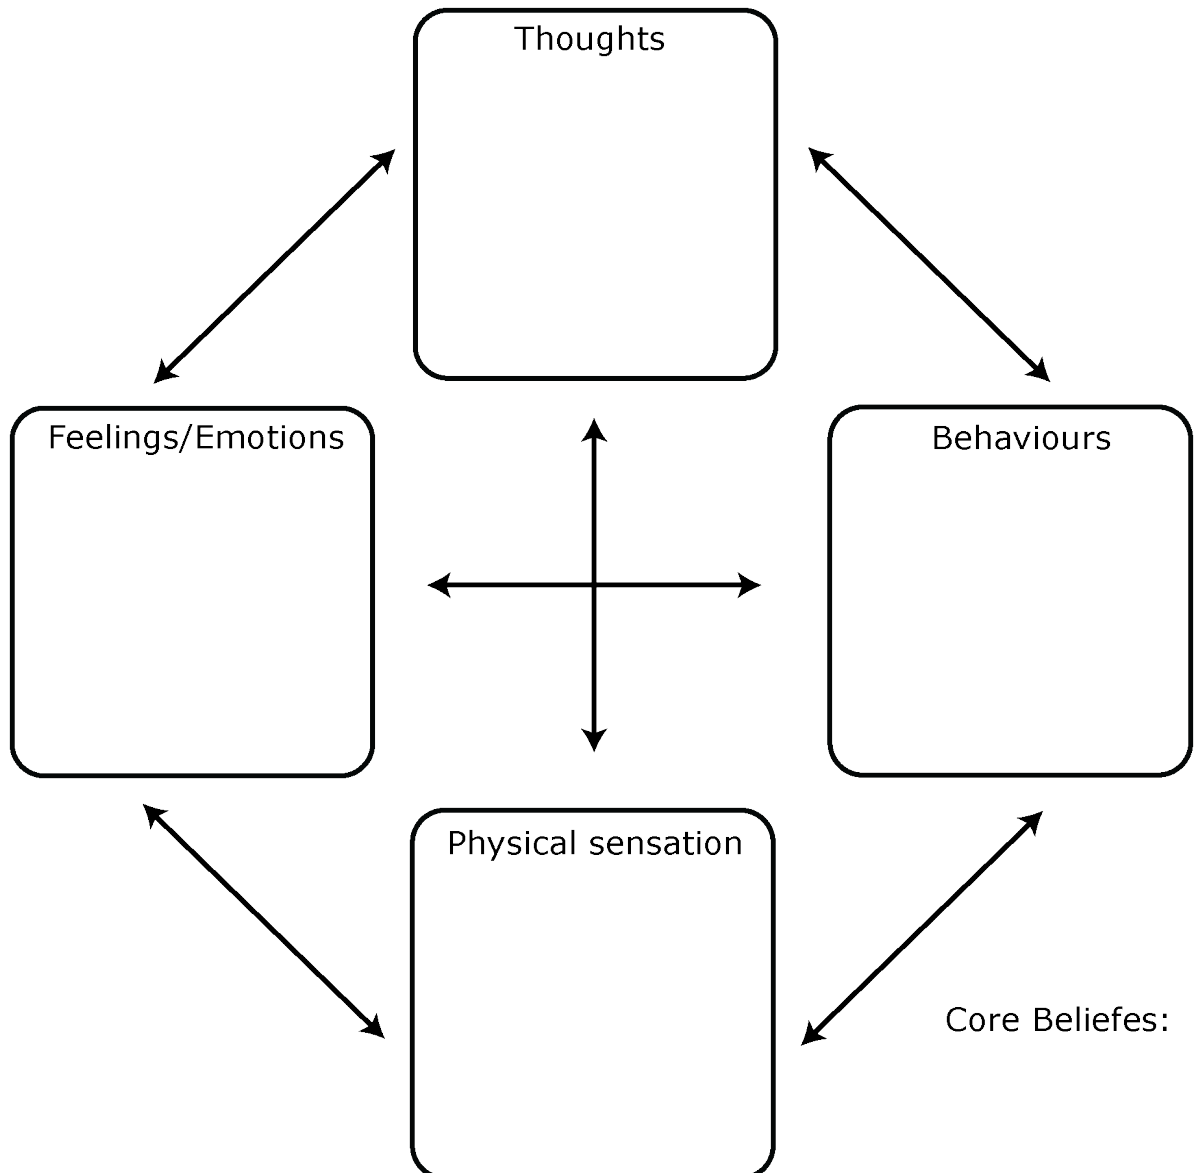 Thoughts
Feelings/Emotions
Behaviours
Physical sensation
Core Beliefes: